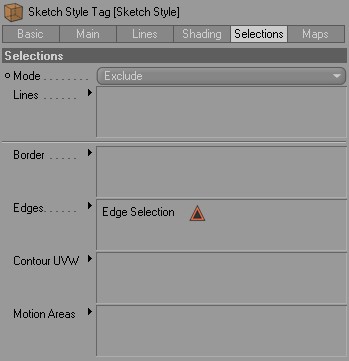 Sketch Style Tag [Sketch Style]
Basic Main Lines Shading Selections Maps
Selections
Mode . . . . . . . Exclude
Lines . . . . . . .
Border . . . . . .
Edges. . . . . . Edge Selection
Contour UVW
Motion Areas . .